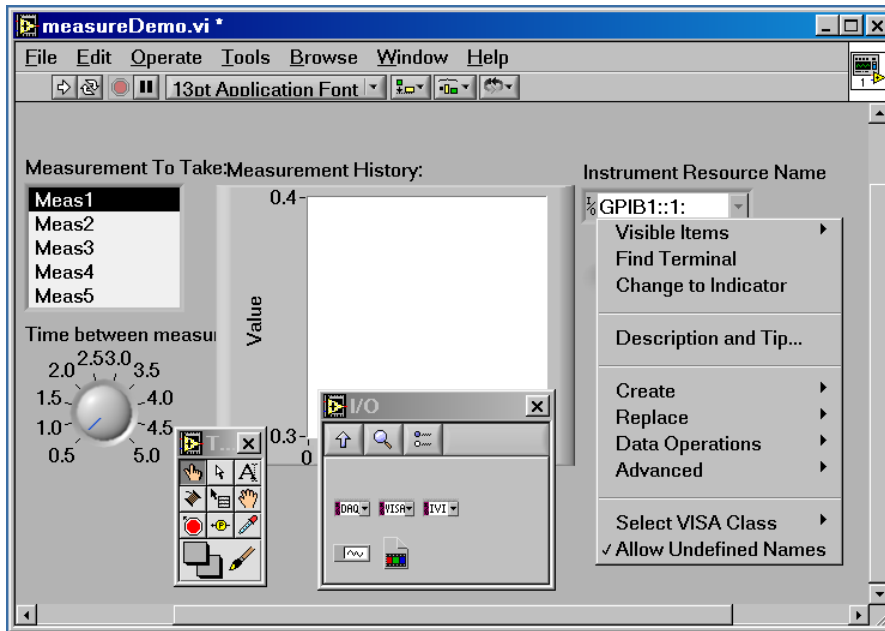 measureDemo.vi *
File Edit Operate Tools Browse Window Help
13pt Application Font
1
Measurement To Take:
Measurement History:
Instrument Resource Name
Meas1
Meas2
Meas3
Meas4
Meas5
0.4
Value
0.3
0
I/O GPIB1::1:
Visible Items
Find Terminal
Change to Indicator
Description and Tip...
Create
Replace
Data Operations
Advanced
Select VISA Class
✓Allow Undefined Names
Time between measu
2.0 2.5 3.0 3.5
1.5 4.0
1.0 4.5
0.5 5.0
T...
A
P
I/O
DAQ VISA IVI